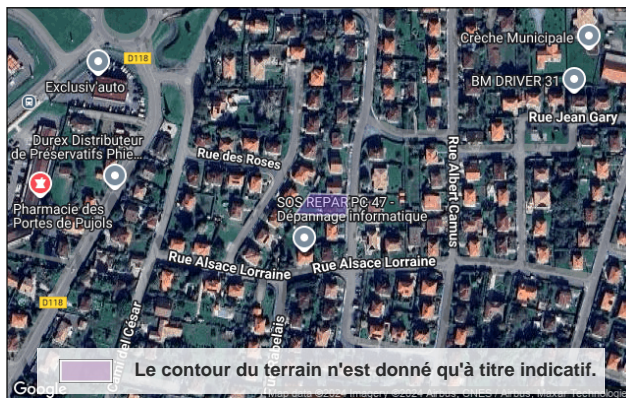 D118
Crèche Municipale
Exclusiv'auto
BM DRIVER 31
Rue Jean Gary
Durex Distributeur
de Préservatifs Phie...
Rue des Roses
Rue Albert Camus
Pharmacie des
Portes de Pujols
SOS REPAR'PC 47 -
Dépannage informatique
Rue Alsace Lorraine
Rue Alsace Lorraine
D118
Cami del César
Rabelais
Le contour du terrain n'est donné qu'à titre indicatif.
Google
Map data ©2024 Imagery ©2024 Airbus, CNES / Airbus, Maxar Technologies